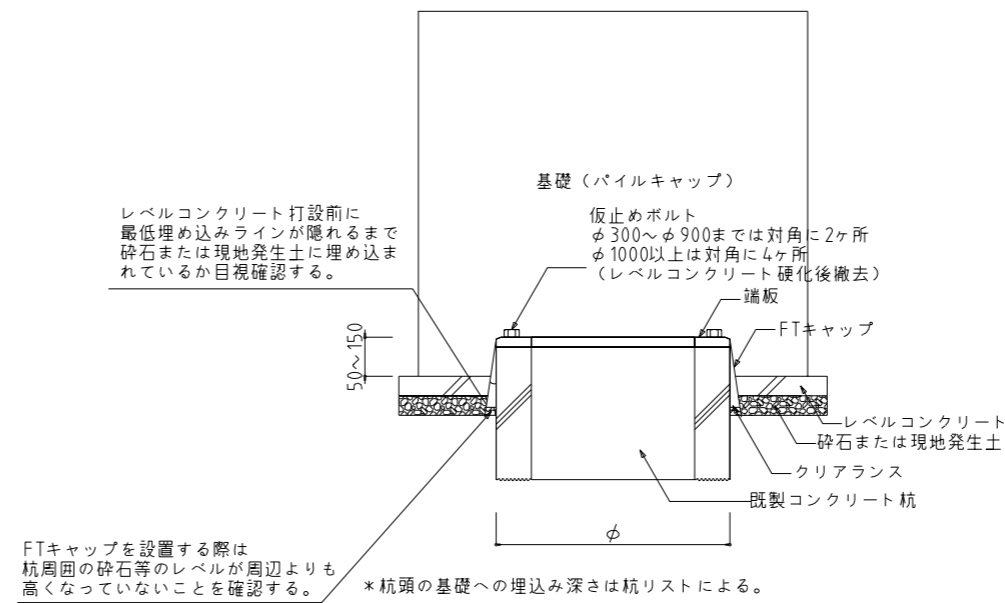 基礎(パイルキャップ)
仮止めボルト
φ300～φ900までは対角に2ヶ所
φ1000以上は対角に4ヶ所
(レベルコンクリート硬化後撤去)
端板
FTキャップ
レベルコンクリート打設前に
最低埋め込みラインが隠れるまで
砕石または現地発生土に埋め込ま
れているか目視確認する。
50～150
レベルコンクリート
砕石または現地発生土
クリアランス
既製コンクリート杭
φ
FTキャップを設置する際は
杭周囲の砕石等のレベルが周辺よりも
高くなっていないことを確認する。
*杭頭の基礎への埋込み深さは杭リストによる。